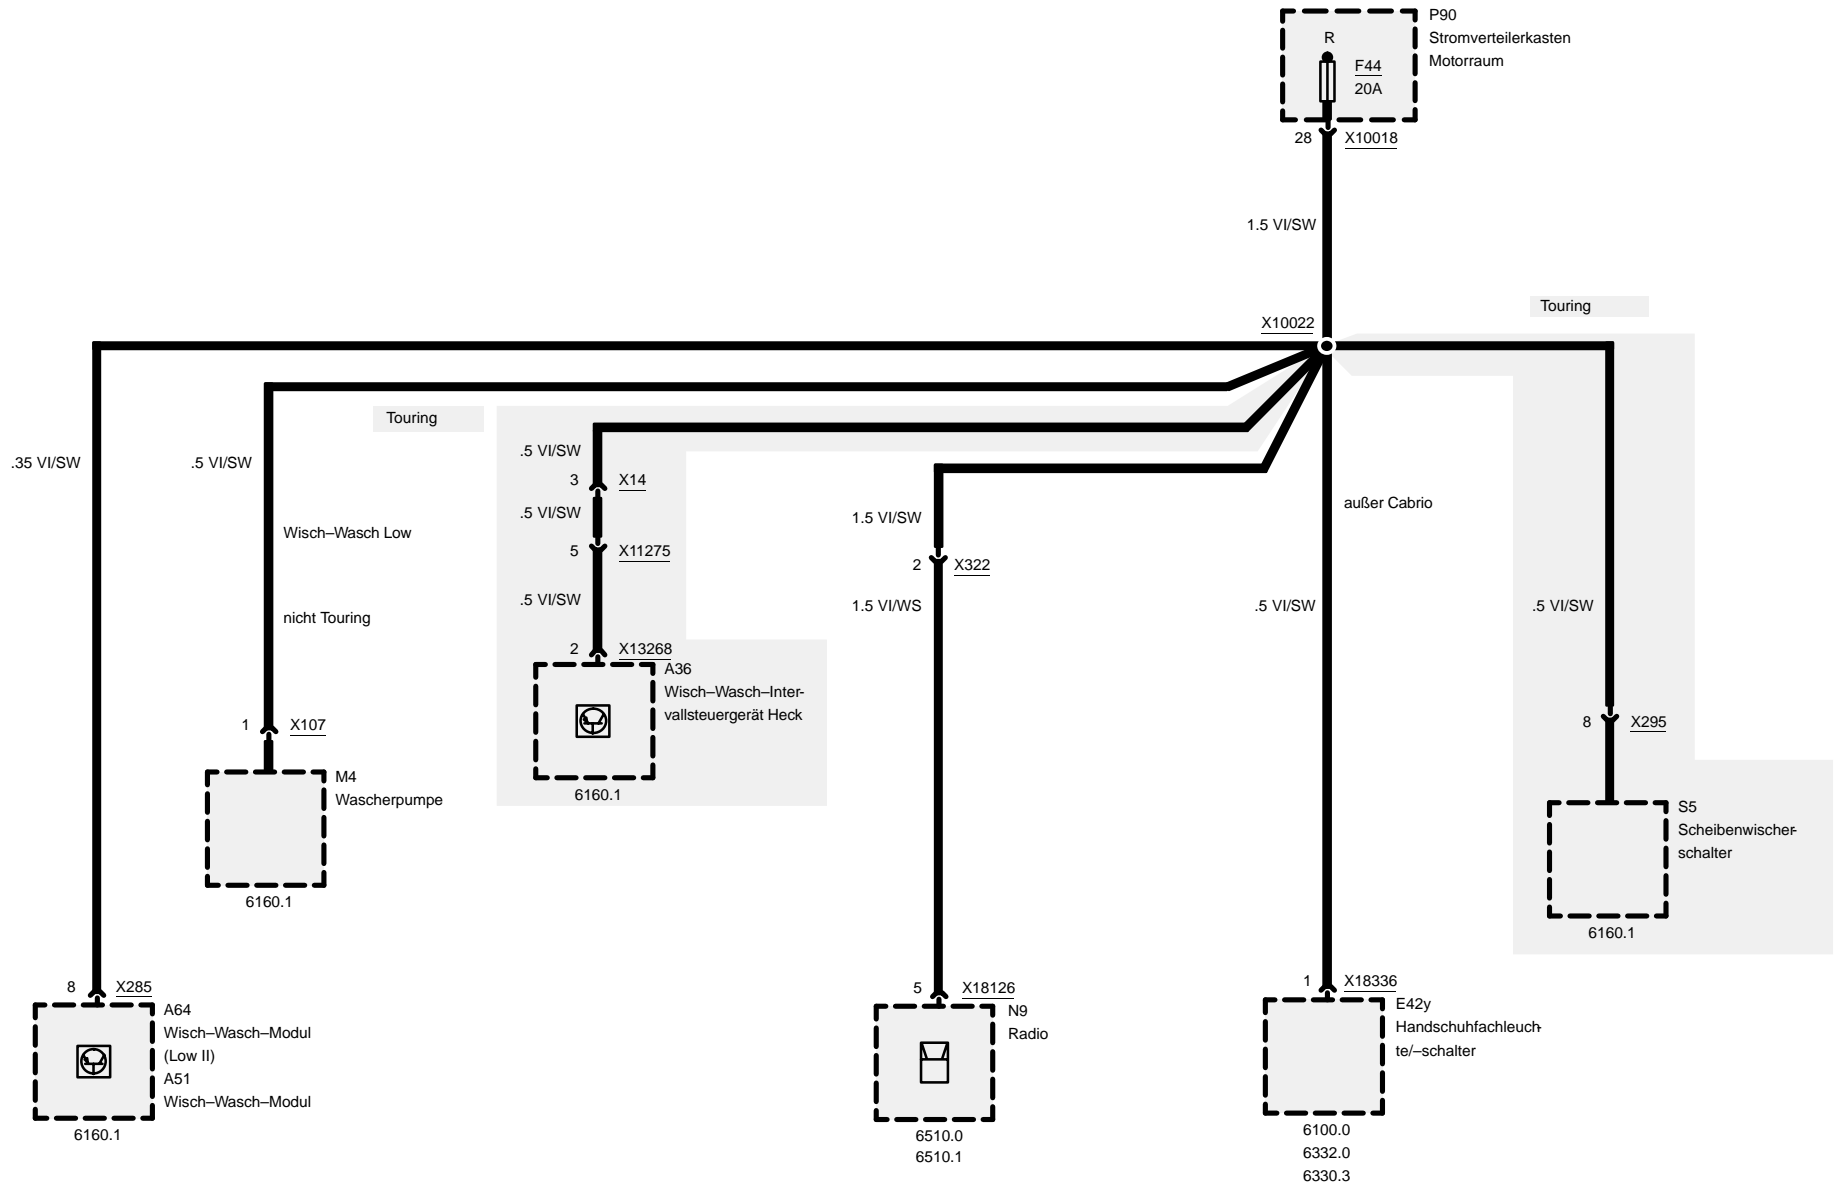 P90
Stromverteilerkasten
Motorraum
R
F44
20A
28
X10018
1.5 VI/SW
X10022
Touring
Touring
.35 VI/SW
.5 VI/SW
Wisch–Wasch Low
nicht Touring
1
X107
M4
Wascherpumpe
6160.1
.5 VI/SW
3
X14
.5 VI/SW
5
X11275
.5 VI/SW
2
X13268
A36
Wisch–Wasch–Inter-
vallsteuergerät Heck
6160.1
1.5 VI/SW
2
X322
1.5 VI/WS
außer Cabrio
.5 VI/SW
.5 VI/SW
8
X295
S5
Scheibenwischer-
schalter
6160.1
8
X285
A64
Wisch–Wasch–Modul
(Low II)
A51
Wisch–Wasch–Modul
6160.1
5
X18126
N9
Radio
6510.0
6510.1
1
X18336
E42y
Handschuhfachleuch-
te/–schalter
6100.0
6332.0
6330.3